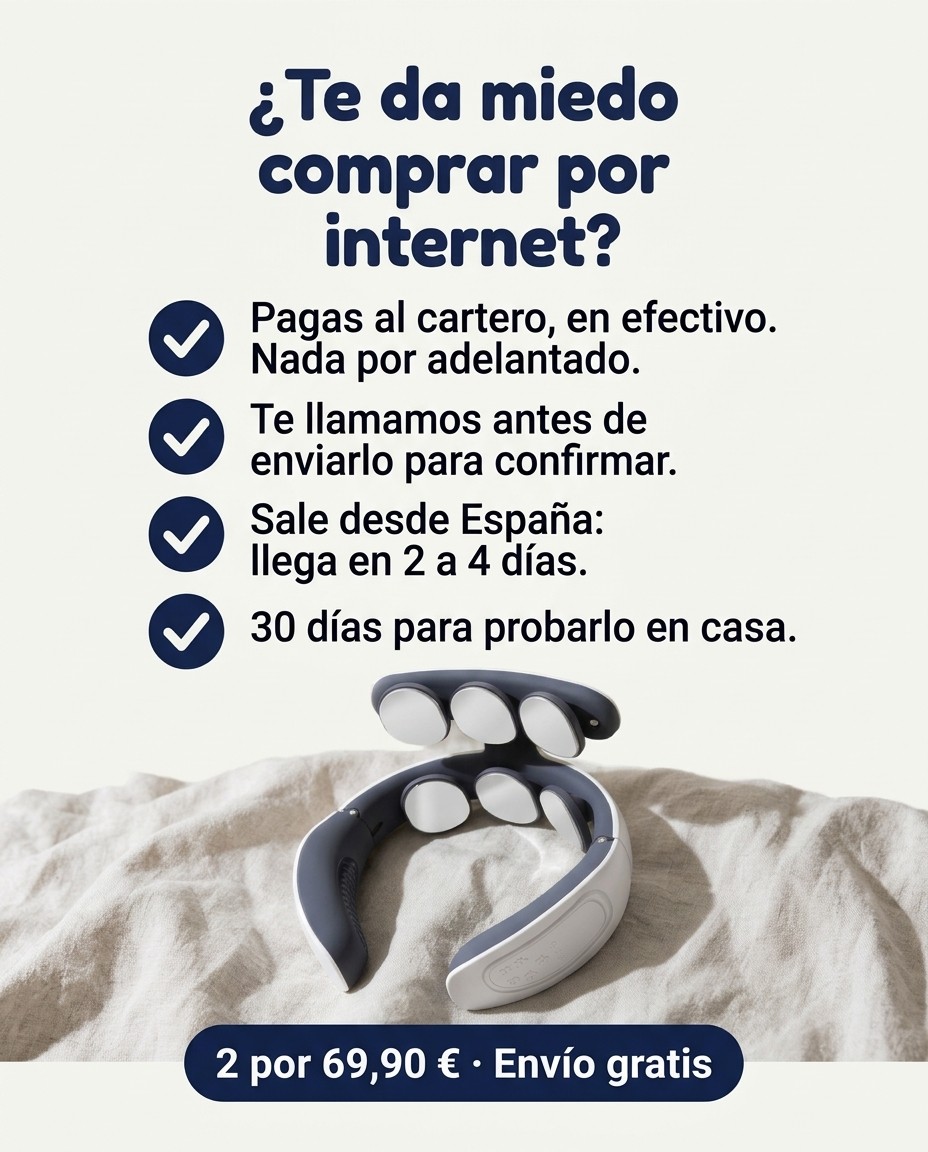 ¿Te da miedo
comprar por
internet?
Pagas al cartero, en efectivo.
Nada por adelantado.
Te llamamos antes de
enviarlo para confirmar.
Sale desde España:
llega en 2 a 4 días.
30 días para probarlo en casa.
2 por 69,90 € · Envío gratis